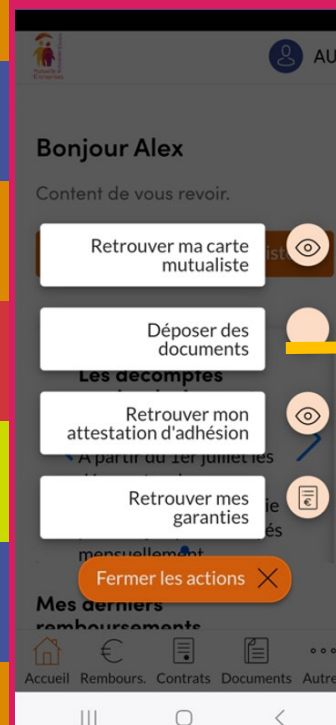 AU
Bonjour Alex
Content de vous revoir.
Retrouver ma carte
mutualiste
Déposer des
documents
Les décomptes
Retrouver mon
attestation d'adhésion
A partir du 1er juillet les
Retrouver mes
garanties
mensuellement
Fermer les actions
Mes derniers
remboursements
Accueil Rembours. Contrats Documents Autre